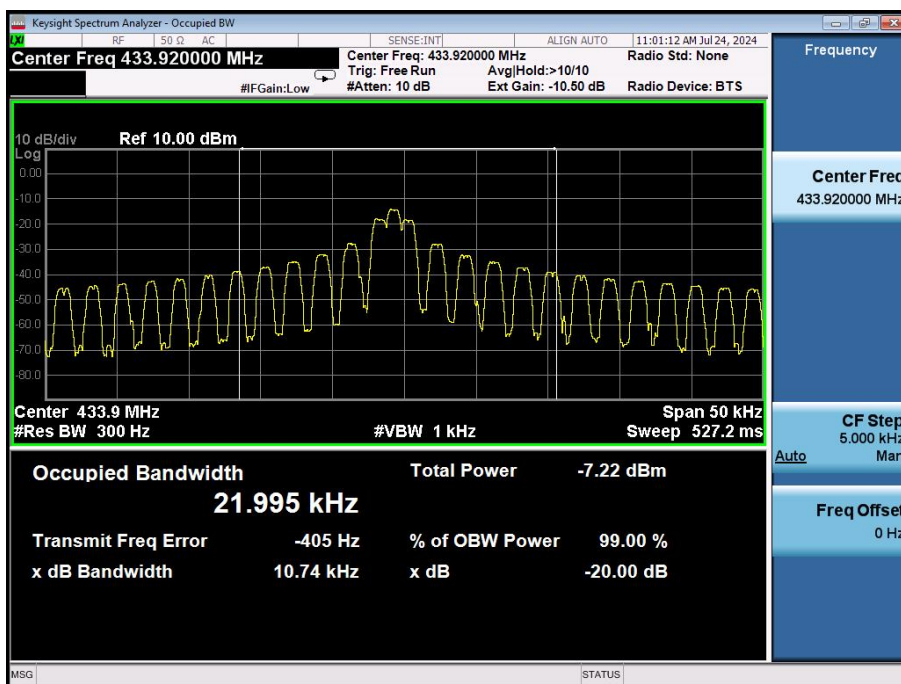 Keysight Spectrum Analyzer - Occupied BW
LXI RF 50 Ω AC SENSE:INT ALIGN AUTO 11:01:12 AM Jul 24, 2024
Center Freq 433.920000 MHz
Center Freq: 433.920000 MHz Radio Std: None
Trig: Free Run Avg|Hold:>10/10
#IFGain:Low #Atten: 10 dB Ext Gain: -10.50 dB Radio Device: BTS
10 dB/div Ref 10.00 dBm
Log
0.00
-10.0
-20.0
-30.0
-40.0
-50.0
-60.0
-70.0
-80.0
Center 433.9 MHz Span 50 kHz
#Res BW 300 Hz #VBW 1 kHz Sweep 527.2 ms
Occupied Bandwidth Total Power -7.22 dBm
21.995 kHz
Transmit Freq Error -405 Hz % of OBW Power 99.00 %
x dB Bandwidth 10.74 kHz x dB -20.00 dB
MSG STATUS
Frequency
Center Freq
433.920000 MHz
CF Step
5.000 kHz
Auto Man
Freq Offset
0 Hz